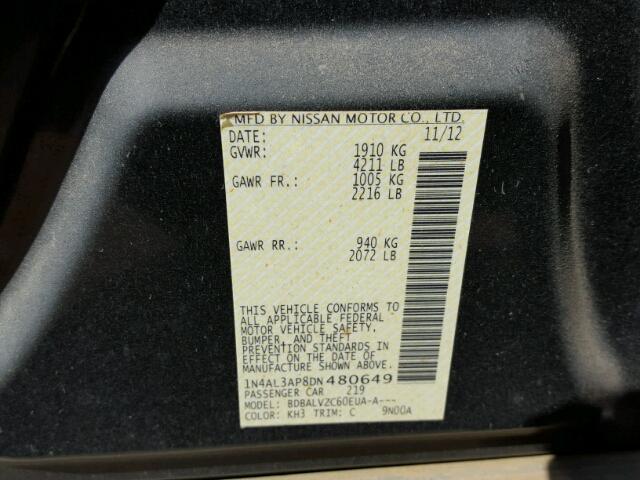 MFD BY NISSAN MOTOR CO., LTD.
DATE: 11/12
GVWR: 1910 KG
4211 LB
GAWR FR.: 1005 KG
2216 LB
GAWR RR.: 940 KG
2072 LB
THIS VEHICLE CONFORMS TO
ALL APPLICABLE FEDERAL
MOTOR VEHICLE SAFETY,
BUMPER, AND THEFT
PREVENTION STANDARDS IN
EFFECT ON THE DATE OF
MANUFACTURE SHOWN ABOVE.
1N4AL3AP8DN480649
PASSENGER CAR 219
MODEL: BDBALVZC60EUA-A---
COLOR: KH3 TRIM: C 9N00A